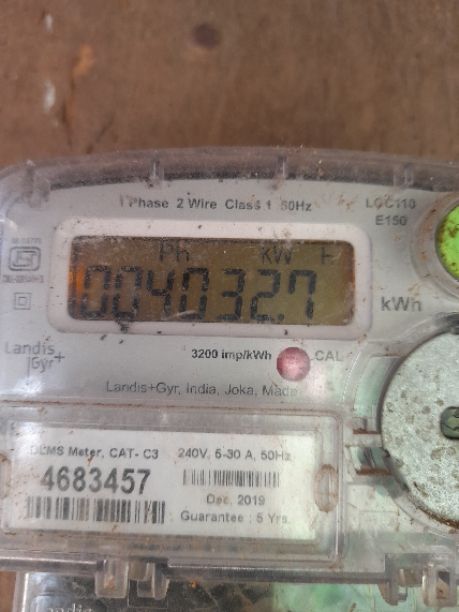 1 Phase 2 Wire Class 1 50Hz
LCC110
E150
Ph kW F
004032.7
kWh
Landis+
Gyr
3200 imp/kWh
CAL
Landis+Gyr, India, Joka, Made
DLMS Meter, CAT- C3
240V, 5-30 A, 50Hz
4683457
Dec, 2019
Guarantee : 5 Yrs.
Landis